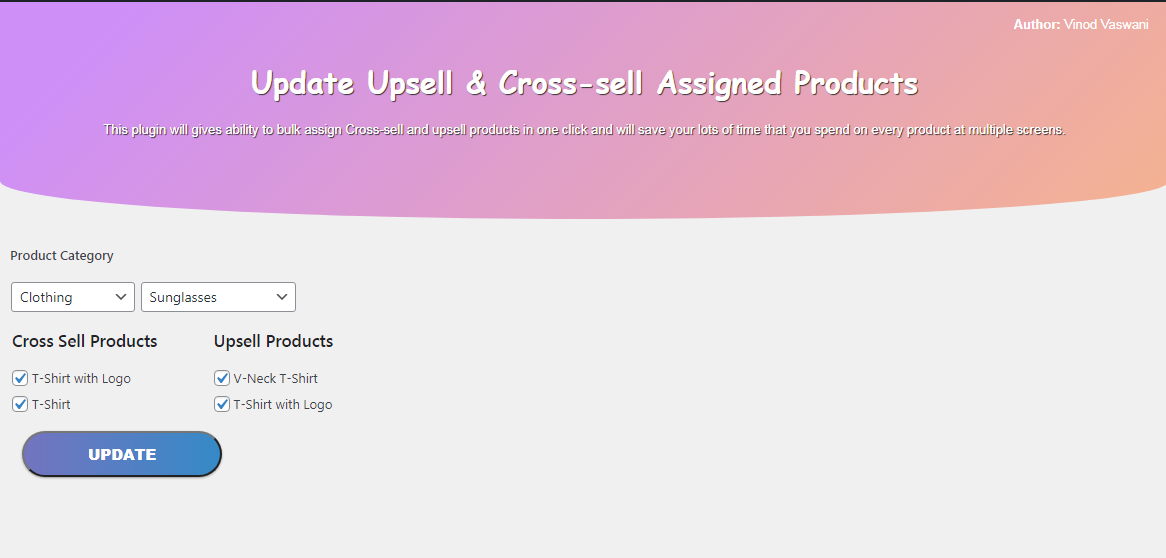 Author: Vinod Vaswani
Update Upsell & Cross-sell Assigned Products
This plugin will gives ability to bulk assign Cross-sell and upsell products in one click and will save your lots of time that you spend on every product at multiple screens.
Product Category
Clothing Sunglasses
Cross Sell Products Upsell Products
T-Shirt with Logo V-Neck T-Shirt
T-Shirt T-Shirt with Logo
UPDATE